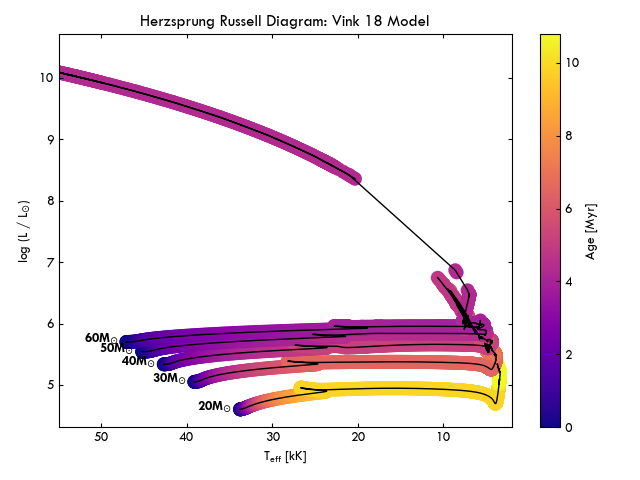 Herzsprung Russell Diagram: Vink 18 Model
log (L / L☉)
10
9
8
7
6
5
60M☉
50M☉
40M☉
30M☉
20M☉
50 40 30 20 10
T_eff [kK]
10
8
6
4
2
0
Age [Myr]